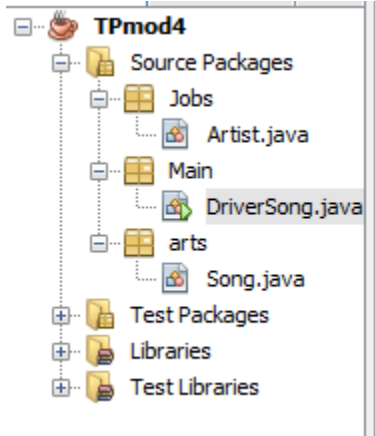 TPmod4
Source Packages
Jobs
Artist.java
Main
DriverSong.java
arts
Song.java
Test Packages
Libraries
Test Libraries